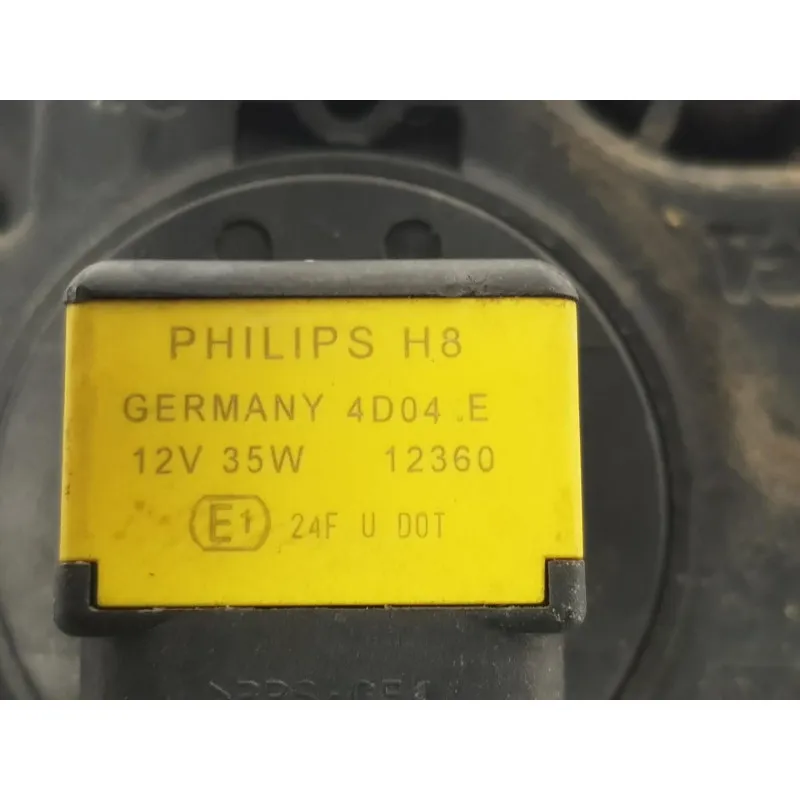 PHILIPS H8
GERMANY 4D04 .E
12V 35W 12360
E1 24F U DOT